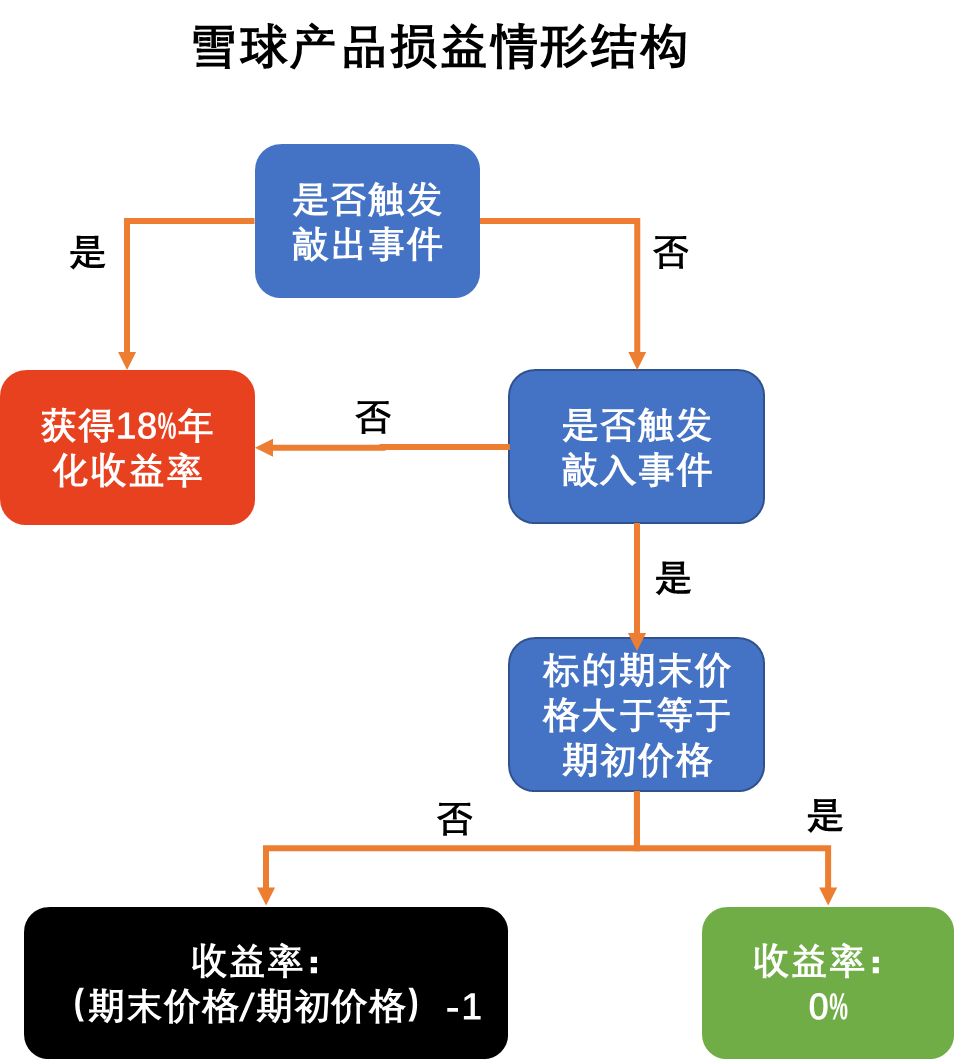 雪球产品损益情形结构
是否触发
敲出事件
是
否
获得18%年
化收益率
否
是否触发
敲入事件
是
标的期末价
格大于等于
期初价格
否
是
收益率：
（期末价格/期初价格）-1
收益率：
0%